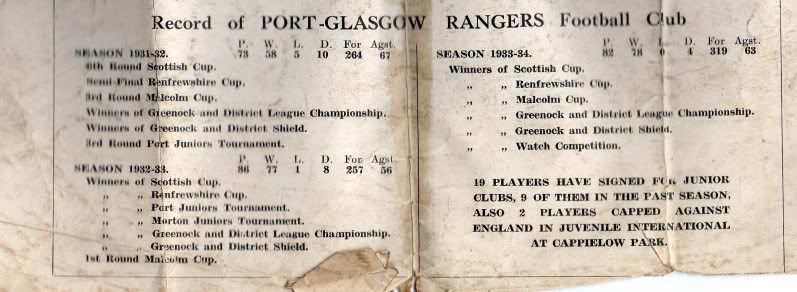 Record of PORT-GLASGOW RANGERS Football Club
P. W. L. D. For Agst.
SEASON 1931-32. 73 58 5 10 264 67
6th Round Scottish Cup.
Semi-Final Renfrewshire Cup.
3rd Round Malcolm Cup.
Winners of Greenock and District League Championship.
Winners of Greenock and District Shield.
3rd Round Port Juniors Tournament.
P. W. L. D. For Agst.
SEASON 1932-33. 86 77 1 8 257 56
Winners of Scottish Cup.
„ „ Renfrewshire Cup.
„ „ Port Juniors Tournament.
„ „ Morton Juniors Tournament.
„ „ Greenock and District League Championship.
„ „ Greenock and District Shield.
1st Round Malcolm Cup.
P. W. L. D. For Agst.
SEASON 1933-34. 82 78 0 4 319 63
Winners of Scottish Cup.
„ „ Renfrewshire Cup.
„ „ Malcolm Cup.
„ „ Greenock and District League Championship.
„ „ Greenock and District Shield.
„ „ Watch Competition.
19 PLAYERS HAVE SIGNED FOR JUNIOR
CLUBS, 9 OF THEM IN THE PAST SEASON,
ALSO 2 PLAYERS CAPPED AGAINST
ENGLAND IN JUVENILE INTERNATIONAL
AT CAPPIELOW PARK.